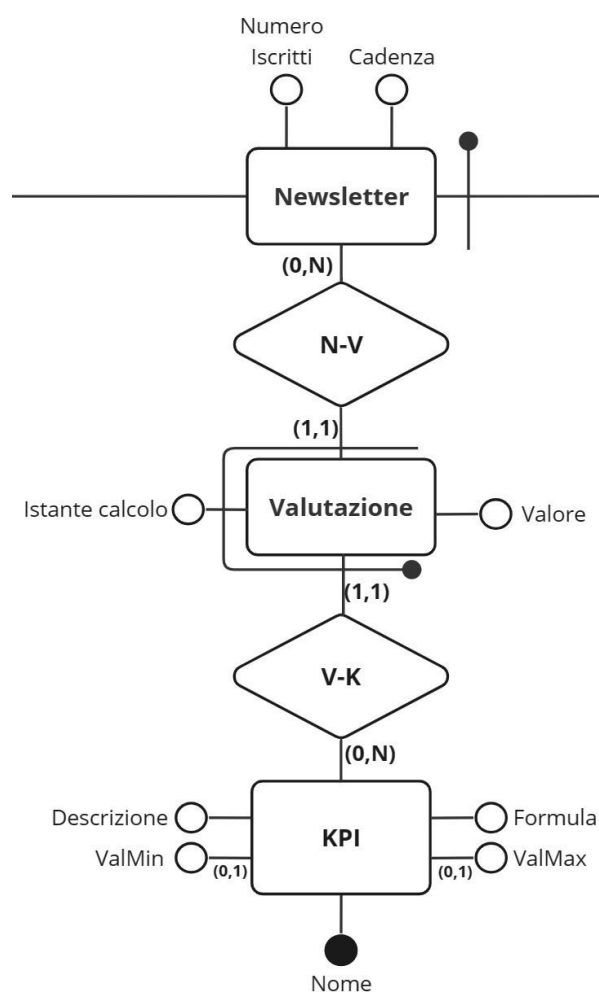 Numero
Iscritti
Cadenza
Newsletter
(0,N)
N-V
(1,1)
Istante calcolo
Valutazione
Valore
(1,1)
V-K
(0,N)
Descrizione
Formula
KPI
ValMin
(0,1)
(0,1)
ValMax
Nome